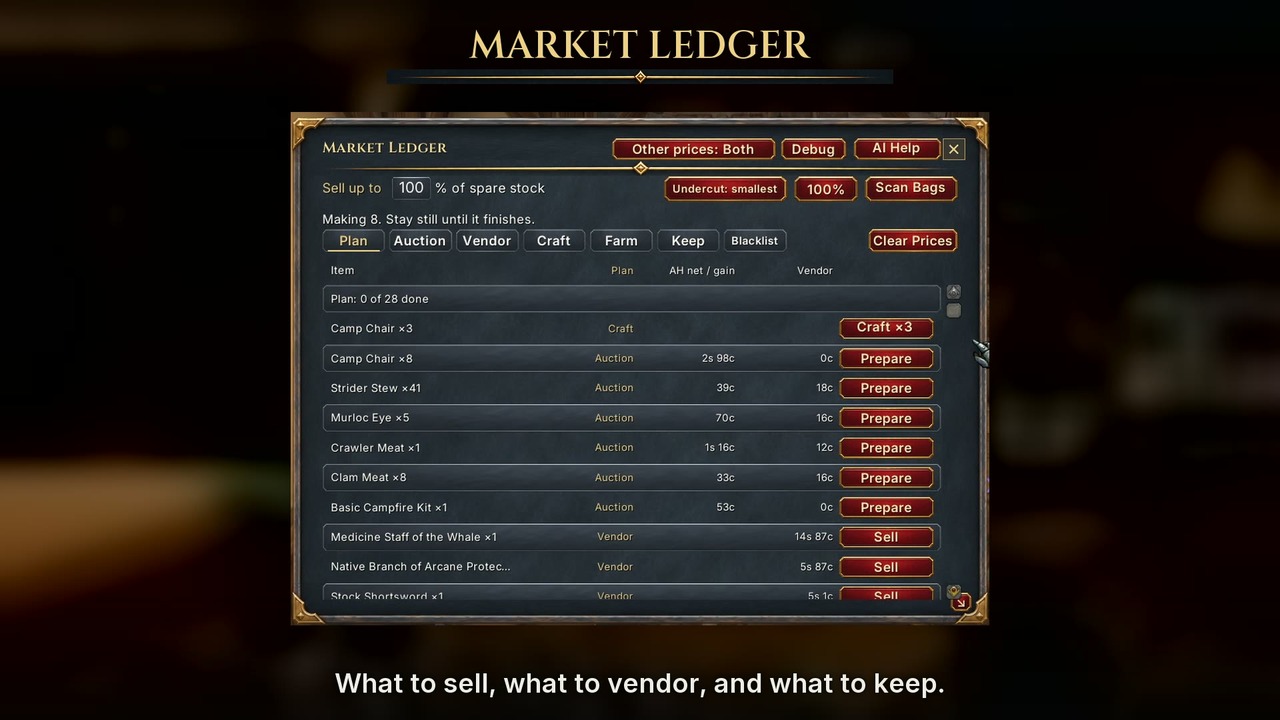 MARKET LEDGER
MARKET LEDGER
Other prices: Both
Debug
AI Help
Sell up to 100 % of spare stock
Undercut: smallest
100%
Scan Bags
Making 8. Stay still until it finishes.
Plan Auction Vendor Craft Farm Keep Blacklist
Clear Prices
Item Plan AH net / gain Vendor
Plan: 0 of 28 done
Camp Chair ×3 Craft Craft ×3
Camp Chair ×8 Auction 2s 98c 0c Prepare
Strider Stew ×41 Auction 39c 18c Prepare
Murloc Eye ×5 Auction 70c 16c Prepare
Crawler Meat ×1 Auction 1s 16c 12c Prepare
Clam Meat ×8 Auction 33c 16c Prepare
Basic Campfire Kit ×1 Auction 53c 0c Prepare
Medicine Staff of the Whale ×1 Vendor 14s 87c Sell
Native Branch of Arcane Protec... Vendor 5s 87c Sell
Stock Shortsword ×1 Vendor 5s 1c Sell
What to sell, what to vendor, and what to keep.